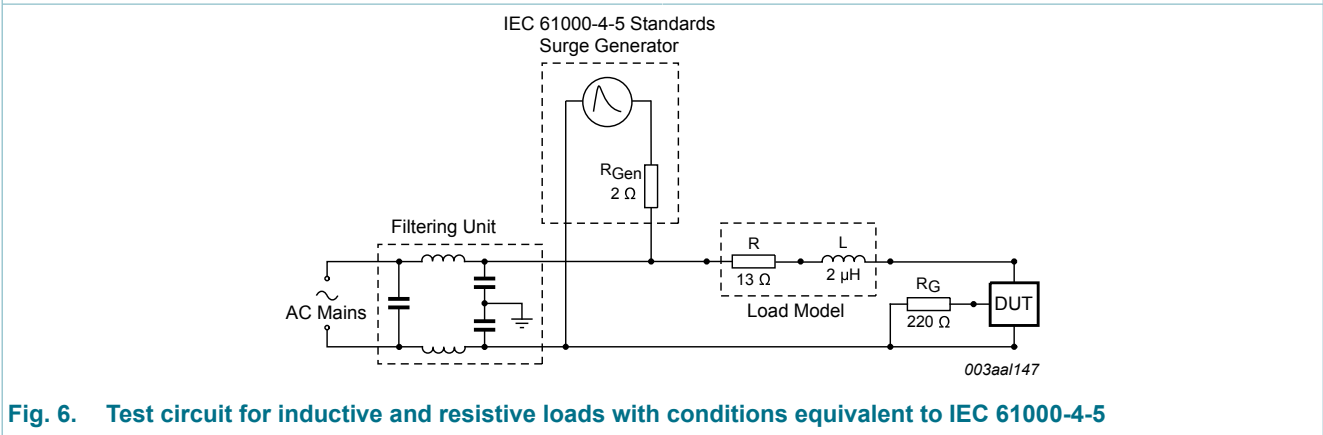 IEC 61000-4-5 Standards
Surge Generator
RGen
2 Ω
Filtering Unit
R
L
13 Ω
2 μH
AC Mains
Load Model
RG
220 Ω
DUT
003aal147
Fig. 6. Test circuit for inductive and resistive loads with conditions equivalent to IEC 61000-4-5